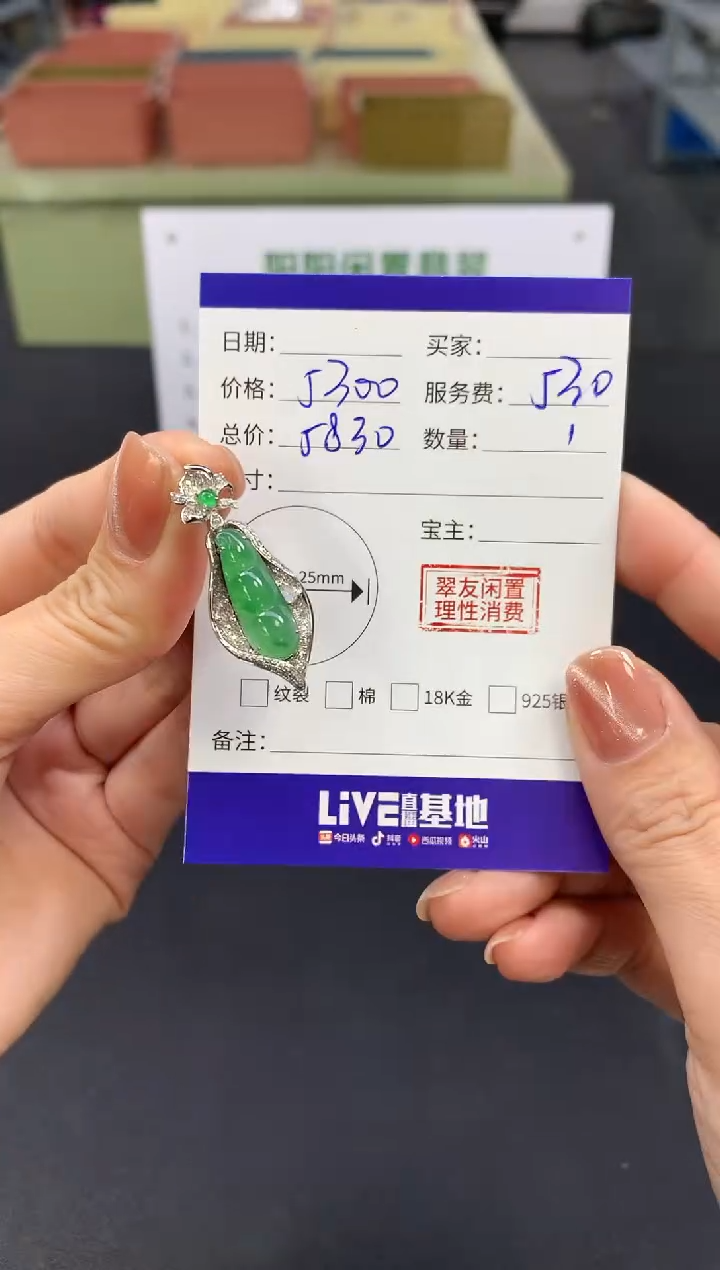 日期: 买家:
价格: 5300 服务费: 530
总价: 5830 数量: 1
寸:
宝主:
25mm
翠友闲置
理性消费
纹裂 棉 18K金 925银
备注:
LiVE直播基地
今日头条 抖音 西瓜视频 火山